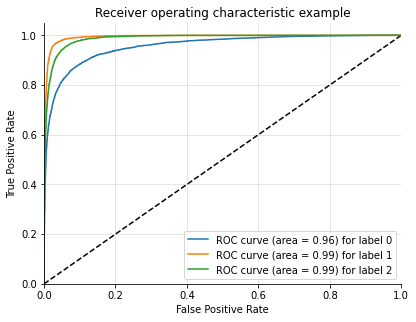 Receiver operating characteristic example
True Positive Rate
1.0
0.8
0.6
0.4
0.2
0.0
ROC curve (area = 0.96) for label 0
ROC curve (area = 0.99) for label 1
ROC curve (area = 0.99) for label 2
0.0 0.2 0.4 0.6 0.8 1.0
False Positive Rate